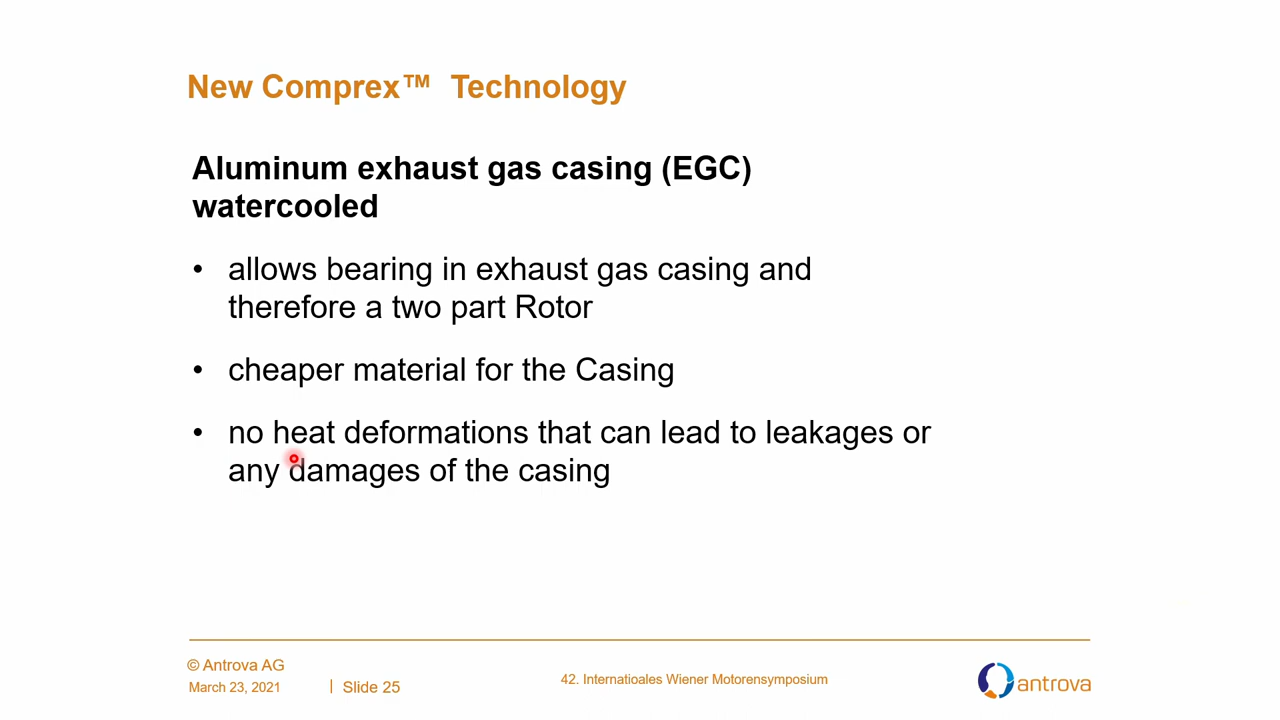 New Comprex™ Technology
Aluminum exhaust gas casing (EGC)
watercooled
• allows bearing in exhaust gas casing and
therefore a two part Rotor
• cheaper material for the Casing
• no heat deformations that can lead to leakages or
any damages of the casing
© Antrova AG
March 23, 2021 | Slide 25
42. Internatioales Wiener Motorensymposium
antrova